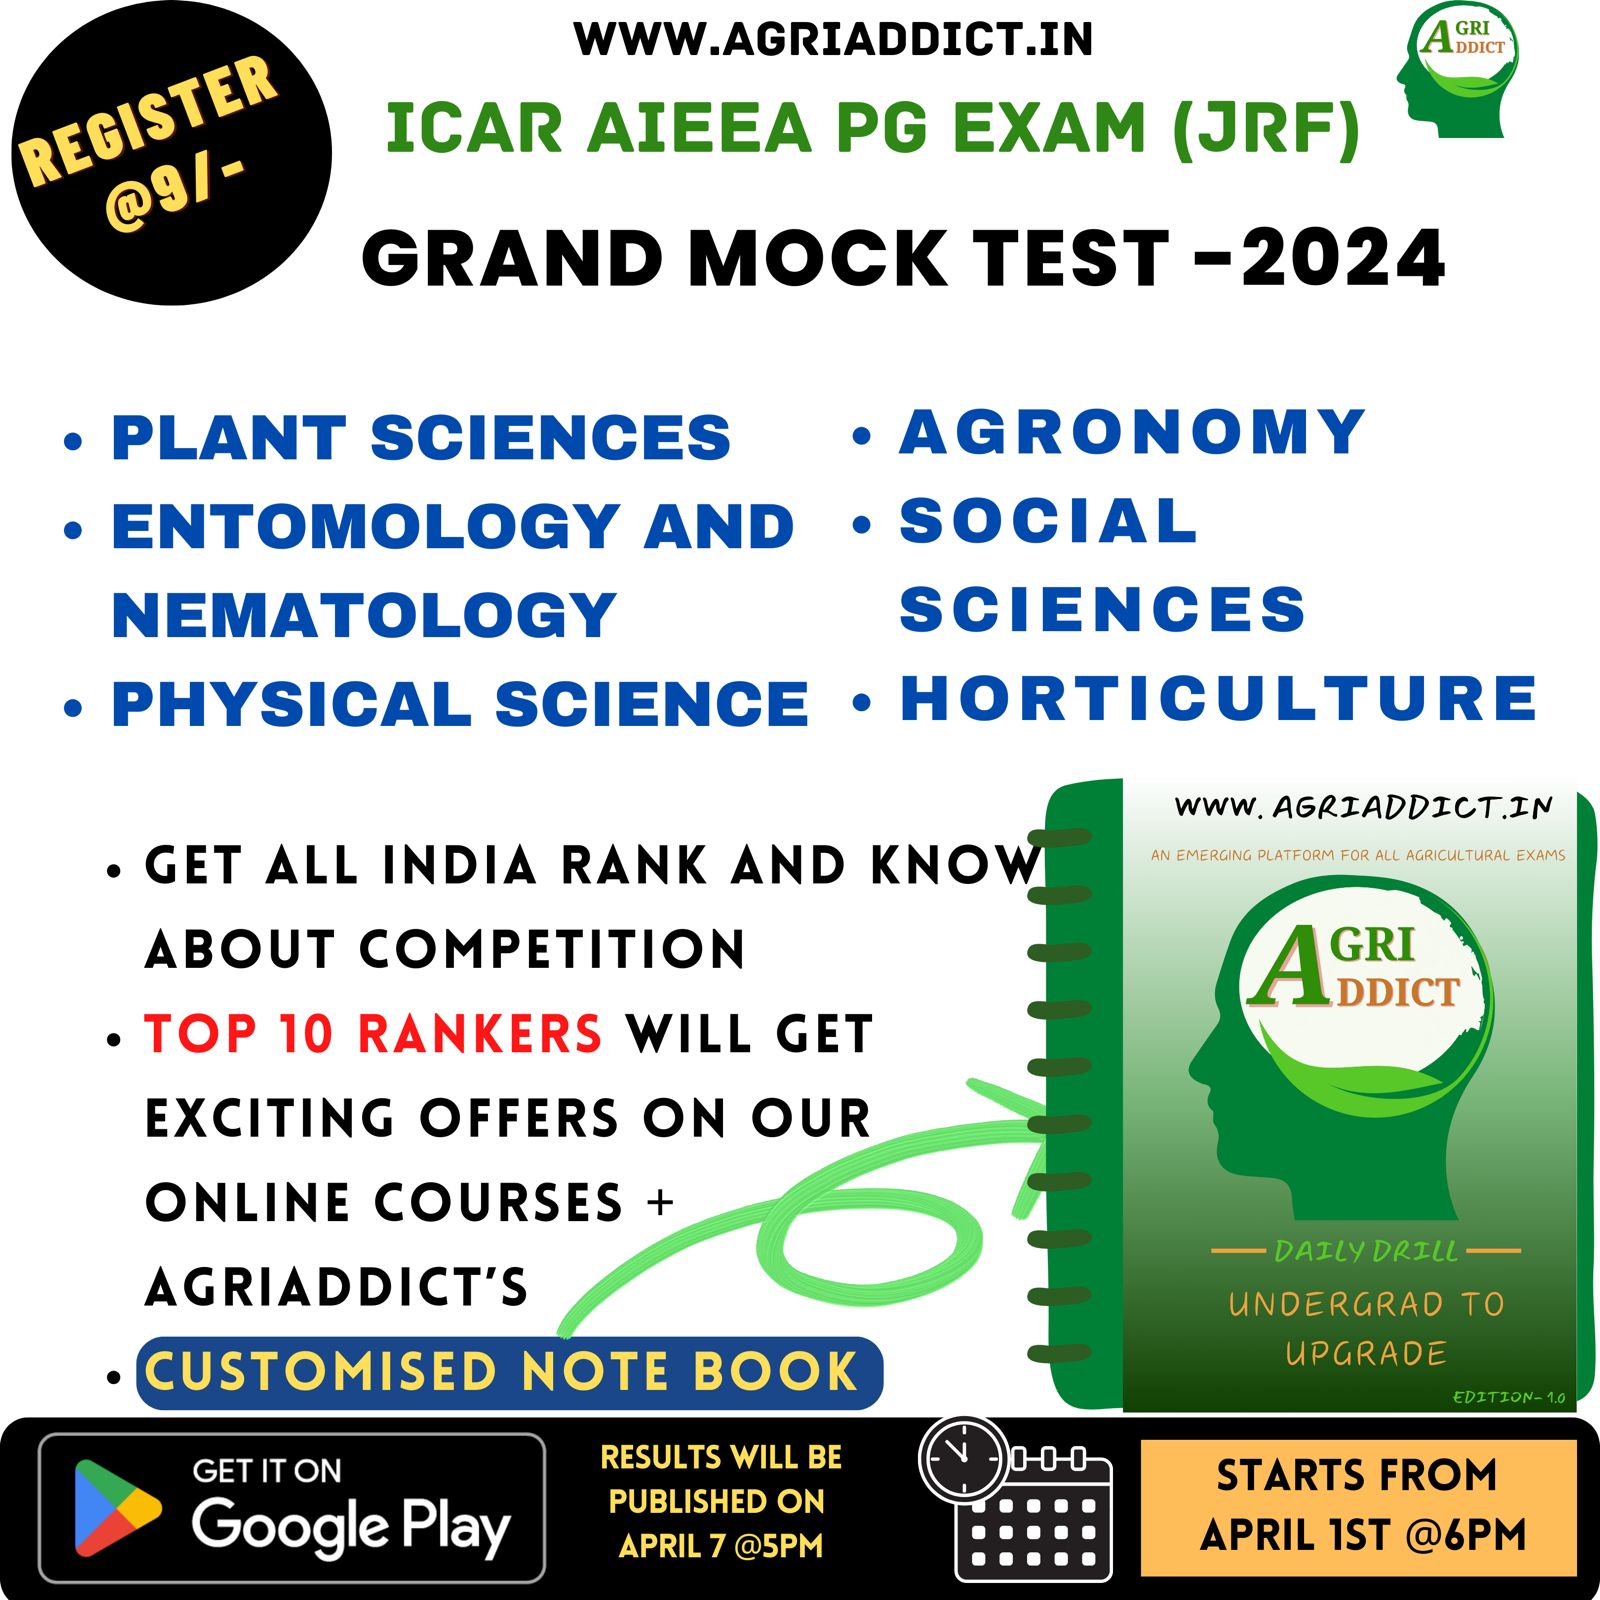 WWW.AGRIADDICT.IN
AGRI
ADDICT
REGISTER
@9/-
ICAR AIEEA PG EXAM (JRF)
GRAND MOCK TEST -2024
• PLANT SCIENCES
• ENTOMOLOGY AND
NEMATOLOGY
• PHYSICAL SCIENCE
• AGRONOMY
• SOCIAL
SCIENCES
• HORTICULTURE
• GET ALL INDIA RANK AND KNOW
ABOUT COMPETITION
• TOP 10 RANKERS WILL GET
EXCITING OFFERS ON OUR
ONLINE COURSES +
AGRIADDICT'S
• CUSTOMISED NOTE BOOK
WWW. AGRIADDICT.IN
AN EMERGING PLATFORM FOR ALL AGRICULTURAL EXAMS
AGRI
ADDICT
DAILY DRILL
UNDERGRAD TO
UPGRADE
EDITION- 1.0
GET IT ON
Google Play
RESULTS WILL BE
PUBLISHED ON
APRIL 7 @5PM
STARTS FROM
APRIL 1ST @6PM